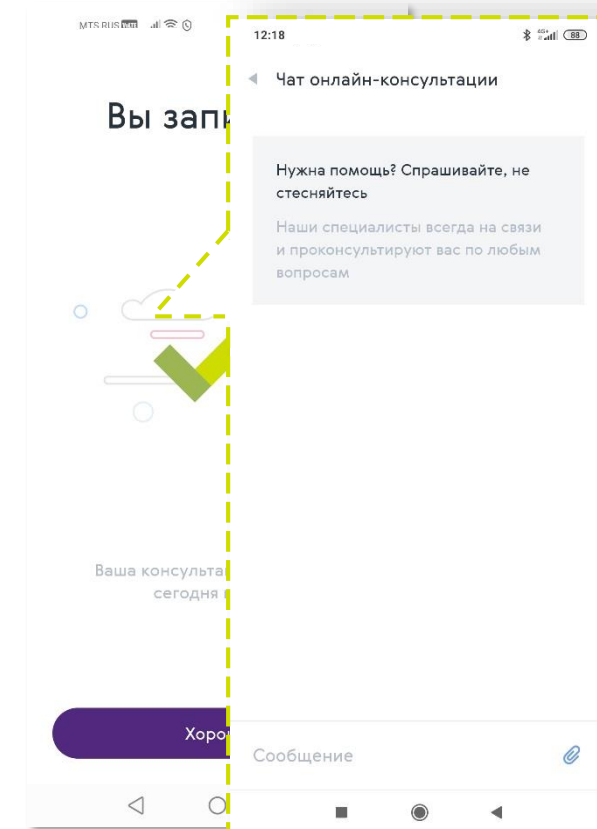 MTS RUS
Вы запи
Ваша консульта
сегодня
Хоро
12:18
88
Чат онлайн-консультации
Нужна помощь? Спрашивайте, не
стесняйтесь
Наши специалисты всегда на связи
и проконсультируют вас по любым
вопросам
Сообщение